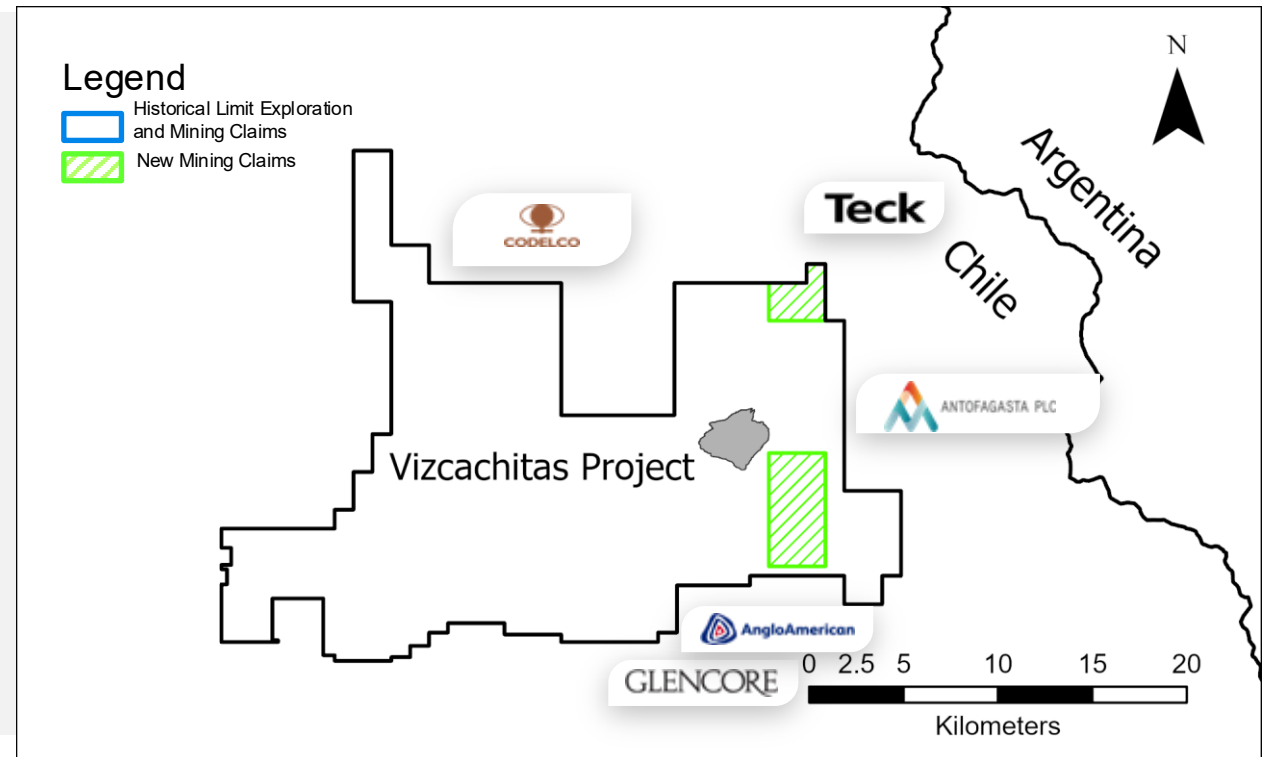 Legend
Historical Limit Exploration
and Mining Claims
New Mining Claims
N
Argentina
Chile
CODELCO
Teck
ANTOFAGASTA PLC
Vizcachitas Project
AngloAmerican
GLENCORE
0 2.5 5 10 15 20
Kilometers